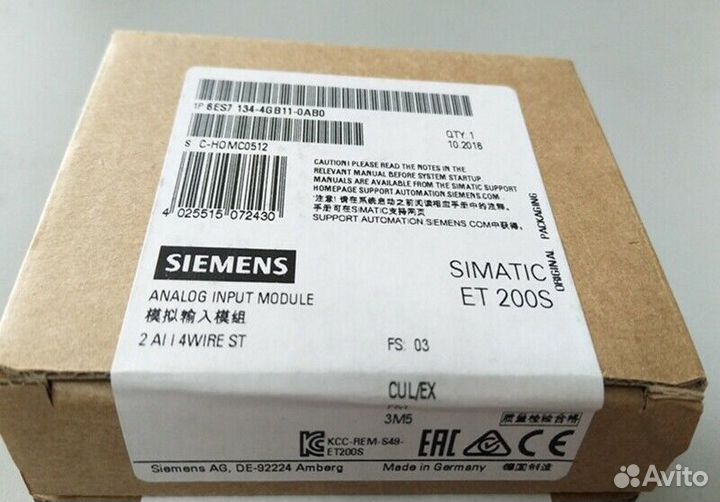 1P 6ES7 134-4GB11-0AB0
QTY 1
10.2018
S C-HOMC0512
CAUTION! PLEASE READ THE NOTES IN THE
RELEVANT MANUAL BEFORE SYSTEM STARTUP.
MANUALS ARE AVAILABLE FROM THE SIMATIC SUPPORT
HOMEPAGE SUPPORT.AUTOMATION.SIEMENS.COM
注意! 请在系统启动之前阅读相应手册中的注释。
手册可在SIMATIC支持网页
SUPPORT.AUTOMATION.SIEMENS.COM中获得。
4 025515 072430
ORIGINAL PACKAGING
SIEMENS
SIMATIC
ET 200S
ANALOG INPUT MODULE
模拟输入模组
2 AI I 4WIRE ST
FS: 03
CUL/EX
3M5
质量检验合格
KCC-REM-S49-
ET200S
EAC
CE
Siemens AG, DE-92224 Amberg
Made in Germany
德国制造
Avito